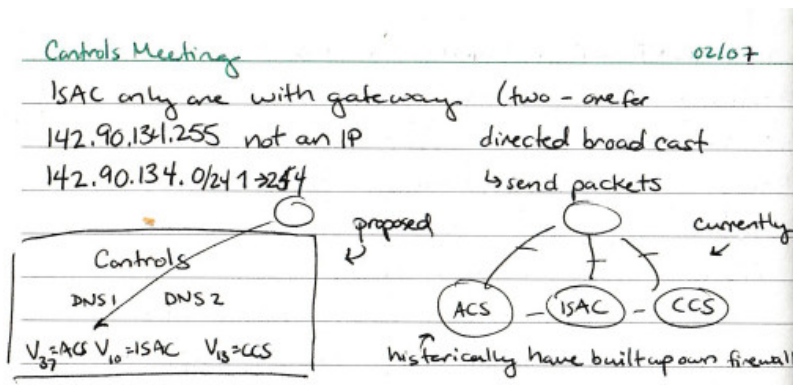 Controls Meeting 02/07
ISAC only one with gateway (two - one for
142.90.134.255 not an IP directed broad cast
142.90.134.0/24 1→254 ↳ send packets
proposed currently
Controls
DNS 1 DNS 2
ACS - ISAC - CCS
V37=ACS V10=ISAC V13=CCS
historically have built up own firewall